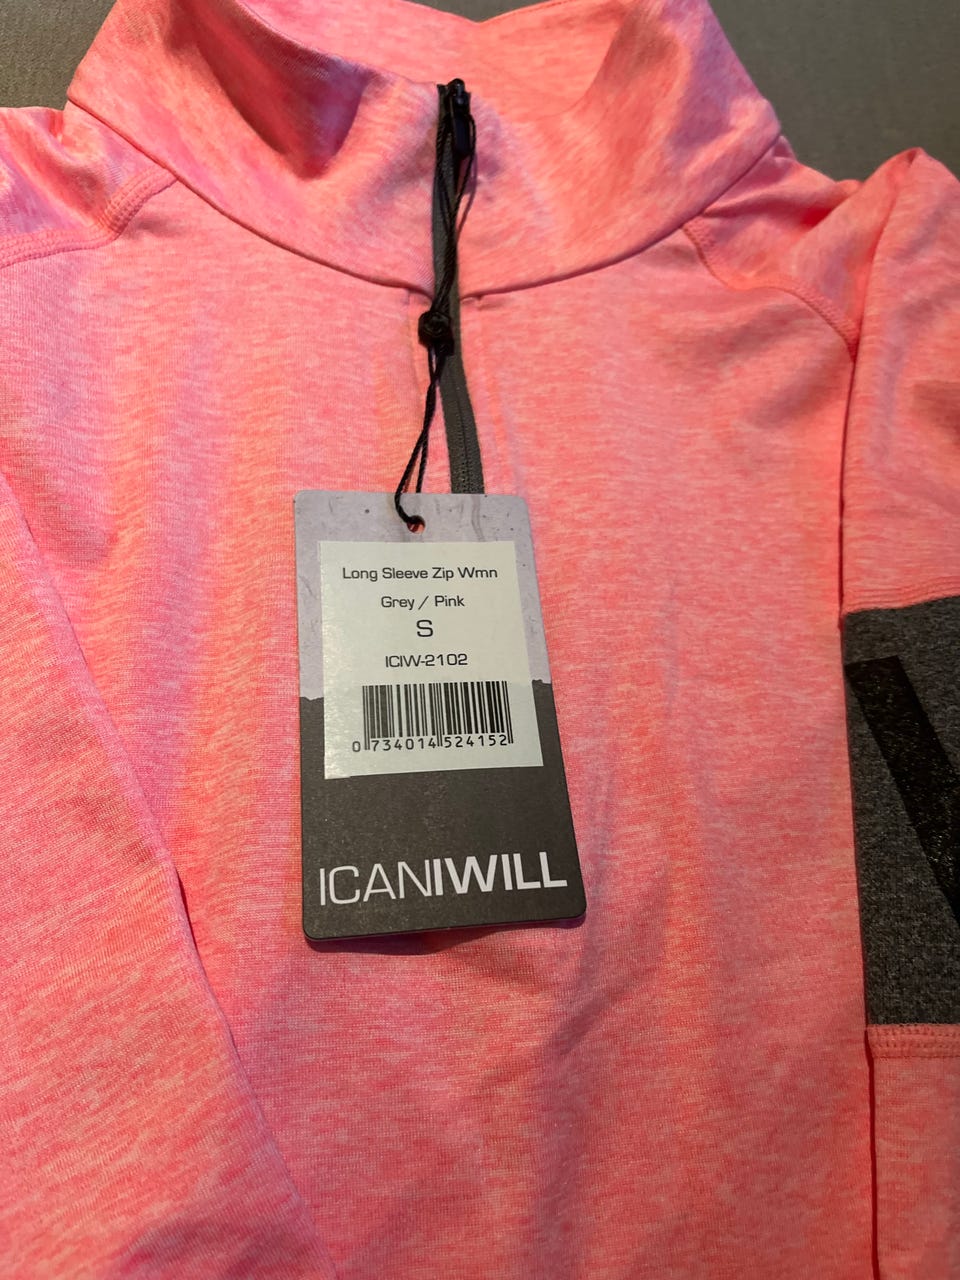 Long Sleeve Zip Wmn
Grey / Pink
S
ICIW-2102
0 734014 524152
ICANIWILL